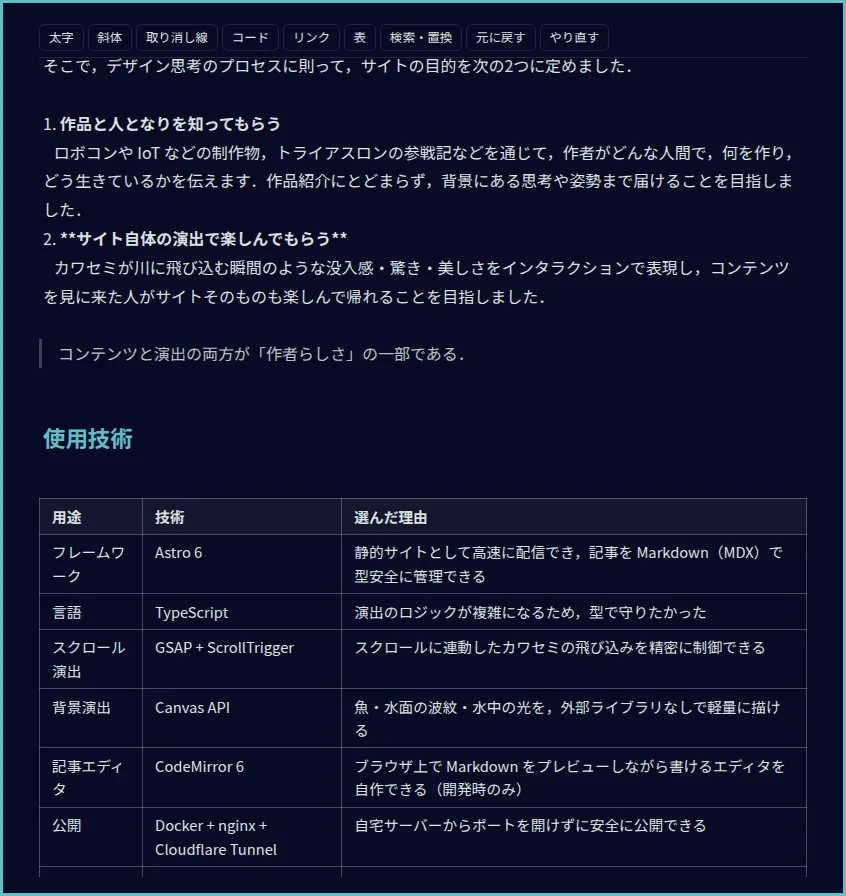 太字 斜体 取り消し線 コード リンク 表 検索・置換 元に戻す やり直す
そこで，デザイン思考のプロセスに則って，サイトの目的を次の2つに定めました．
1. 作品と人となりを知ってもらう
ロボコンや IoT などの制作物，トライアスロンの参戦記などを通じて，作者がどんな人間で，何を作り，
どう生きているかを伝えます．作品紹介にとどまらず，背景にある思考や姿勢まで届けることを目指しま
した．
2. **サイト自体の演出で楽しんでもらう**
カワセミが川に飛び込む瞬間のような没入感・驚き・美しさをインタラクションで表現し，コンテンツ
を見に来た人がサイトそのものも楽しんで帰れることを目指しました．
コンテンツと演出の両方が「作者らしさ」の一部である．
使用技術
用途 技術 選んだ理由
フレームワ Astro 6 静的サイトとして高速に配信でき，記事を Markdown（MDX）で
ーク 型安全に管理できる
言語 TypeScript 演出のロジックが複雑になるため，型で守りたかった
スクロール GSAP + ScrollTrigger スクロールに連動したカワセミの飛び込みを精密に制御できる
演出
背景演出 Canvas API 魚・水面の波紋・水中の光を，外部ライブラリなしで軽量に描け
る
記事エディ CodeMirror 6 ブラウザ上で Markdown をプレビューしながら書けるエディタを
タ 自作できる（開発時のみ）
公開 Docker + nginx + 自宅サーバーからポートを開けずに安全に公開できる
Cloudflare Tunnel